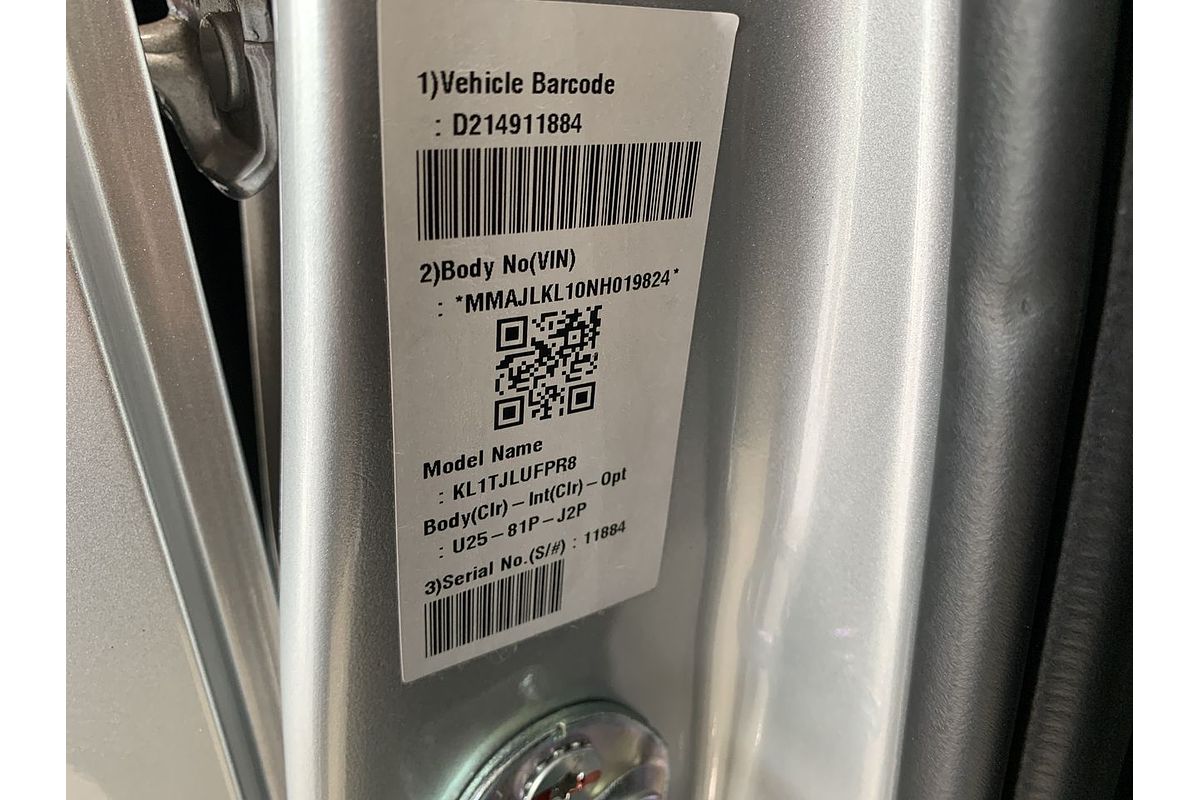 1)Vehicle Barcode
: D214911884
2)Body No(VIN)
: *MMAJLKL10NH019824*
Model Name
: KL1TJLUFPR8
Body(Clr)–Int(Clr)–Opt
: U25–81P–J2P
3)Serial No.(S/#) : 11884